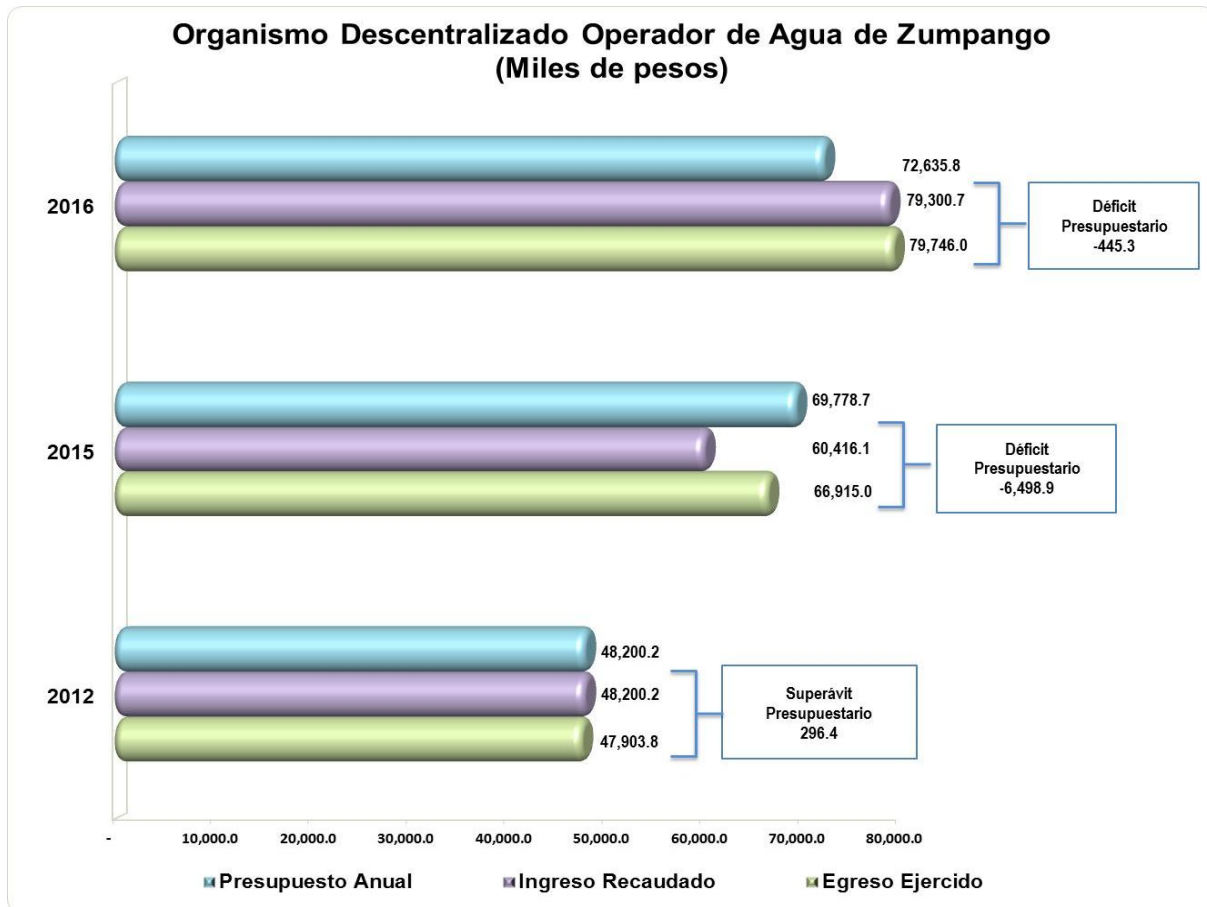 Organismo Descentralizado Operador de Agua de Zumpango
(Miles de pesos)
2016
72,635.8
79,300.7
79,746.0
Déficit
Presupuestario
-445.3
2015
69,778.7
60,416.1
66,915.0
Déficit
Presupuestario
-6,498.9
2012
48,200.2
48,200.2
47,903.8
Superávit
Presupuestario
296.4
- 10,000.0 20,000.0 30,000.0 40,000.0 50,000.0 60,000.0 70,000.0 80,000.0
Presupuesto Anual Ingreso Recaudado Egreso Ejercido